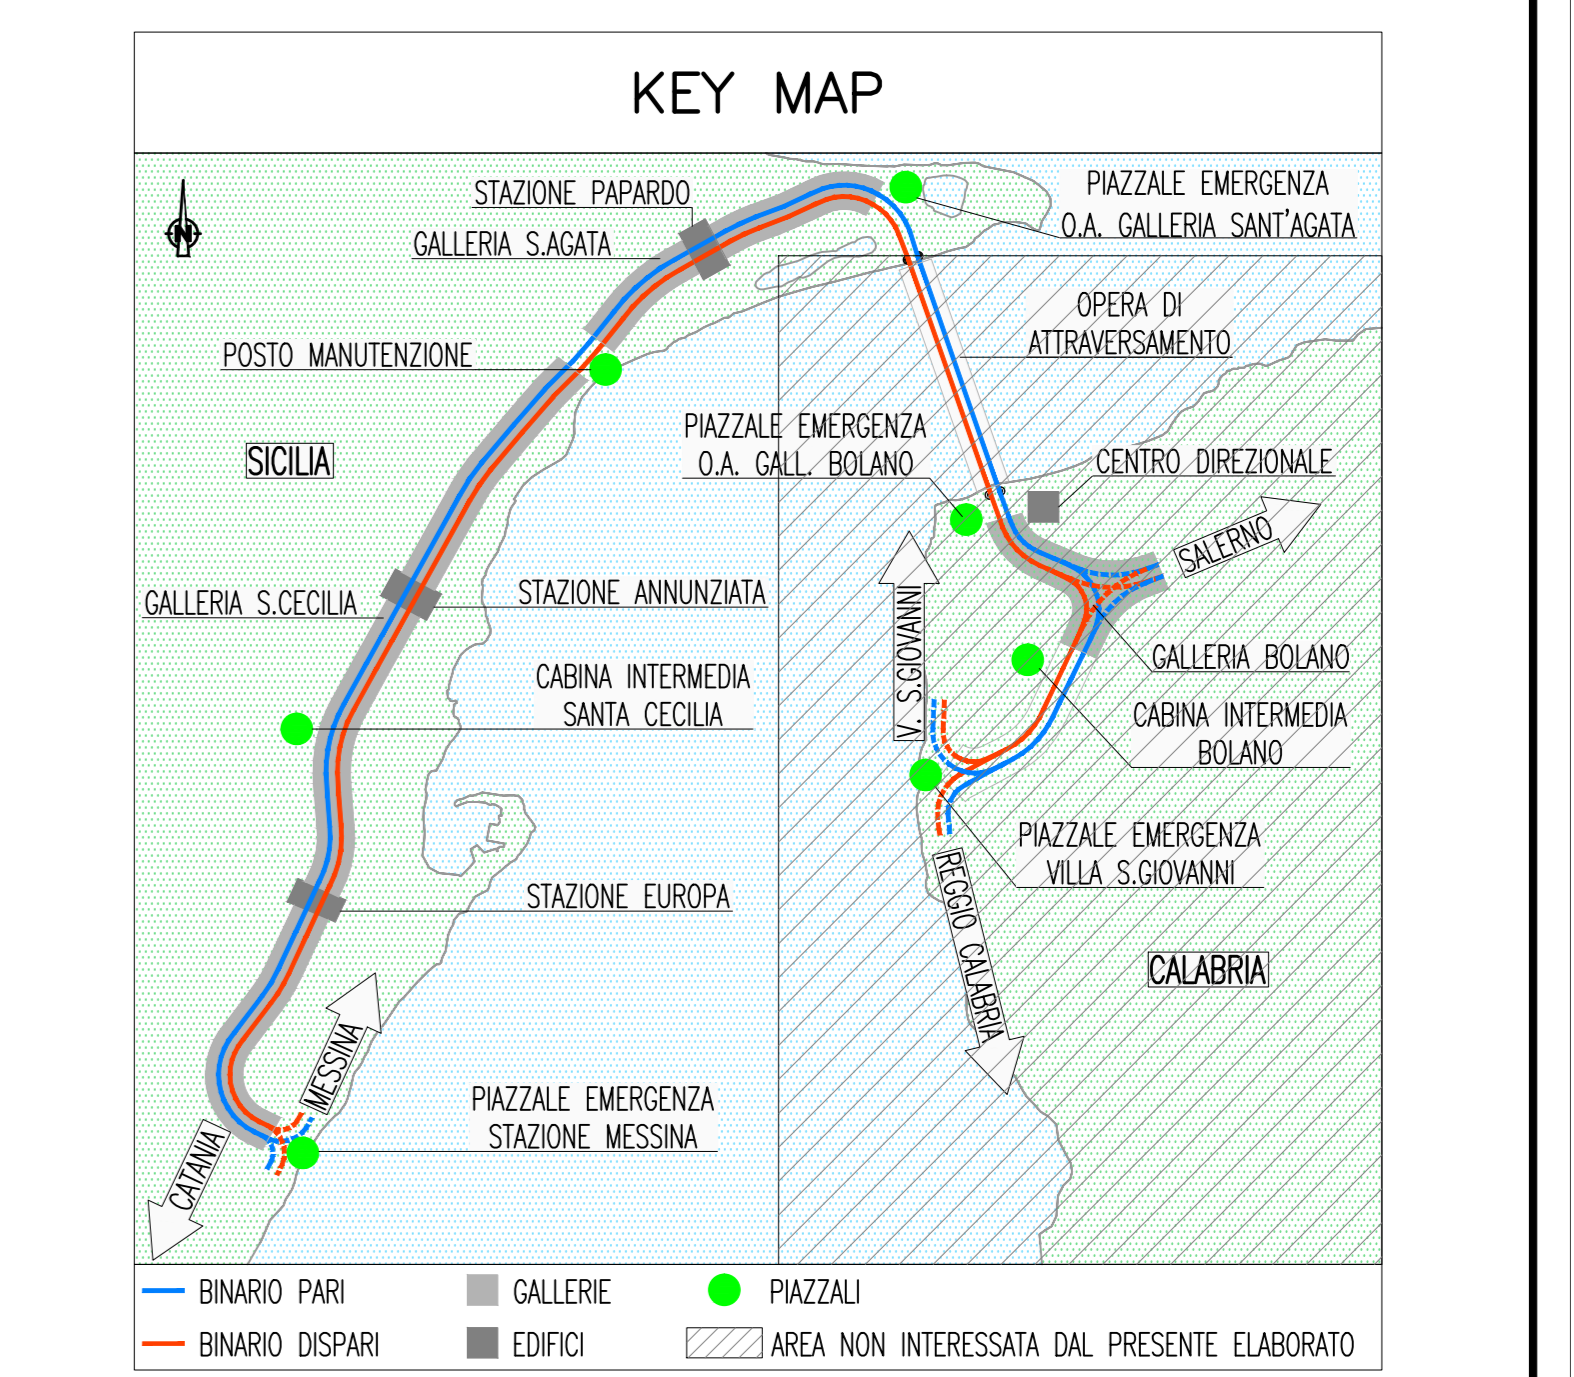 KEY MAP
STAZIONE PAPARDO
GALLERIA S.AGATA
PIAZZALE EMERGENZA
O.A. GALLERIA SANT'AGATA
N
OPERA DI
ATTRAVERSAMENTO
POSTO MANUTENZIONE
PIAZZALE EMERGENZA
O.A. GALL. BOLANO
SICILIA
CENTRO DIREZIONALE
SALERNO
STAZIONE ANNUNZIATA
GALLERIA S.CECILIA
V. S.GIOVANNI
GALLERIA BOLANO
CABINA INTERMEDIA
SANTA CECILIA
CABINA INTERMEDIA
BOLANO
PIAZZALE EMERGENZA
VILLA S.GIOVANNI
STAZIONE EUROPA
REGGIO CALABRIA
CALABRIA
MESSINA
PIAZZALE EMERGENZA
STAZIONE MESSINA
CATANIA
BINARIO PARI
GALLERIE
PIAZZALI
BINARIO DISPARI
EDIFICI
AREA NON INTERESSATA DAL PRESENTE ELABORATO